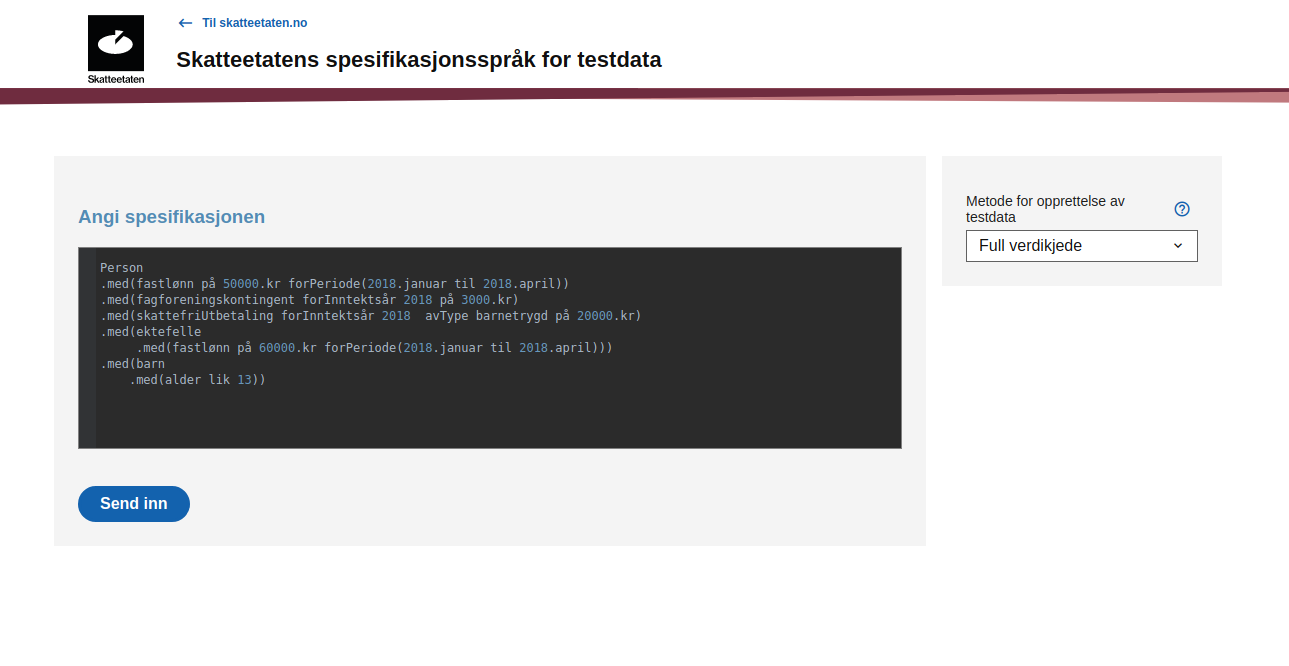 Til skatteetaten.no
Skatteetatens spesifikasjonsspråk for testdata
Skatteetaten
Angi spesifikasjonen
Person
.med(fastlønn på 50000.kr forPeriode(2018.januar til 2018.april))
.med(fagforeningskontingent forInntektsår 2018 på 3000.kr)
.med(skattefriUtbetaling forInntektsår 2018  avType barnetrygd på 20000.kr)
.med(ektefelle
     .med(fastlønn på 60000.kr forPeriode(2018.januar til 2018.april)))
.med(barn
    .med(alder lik 13))
Send inn
Metode for opprettelse av
testdata
Full verdikjede